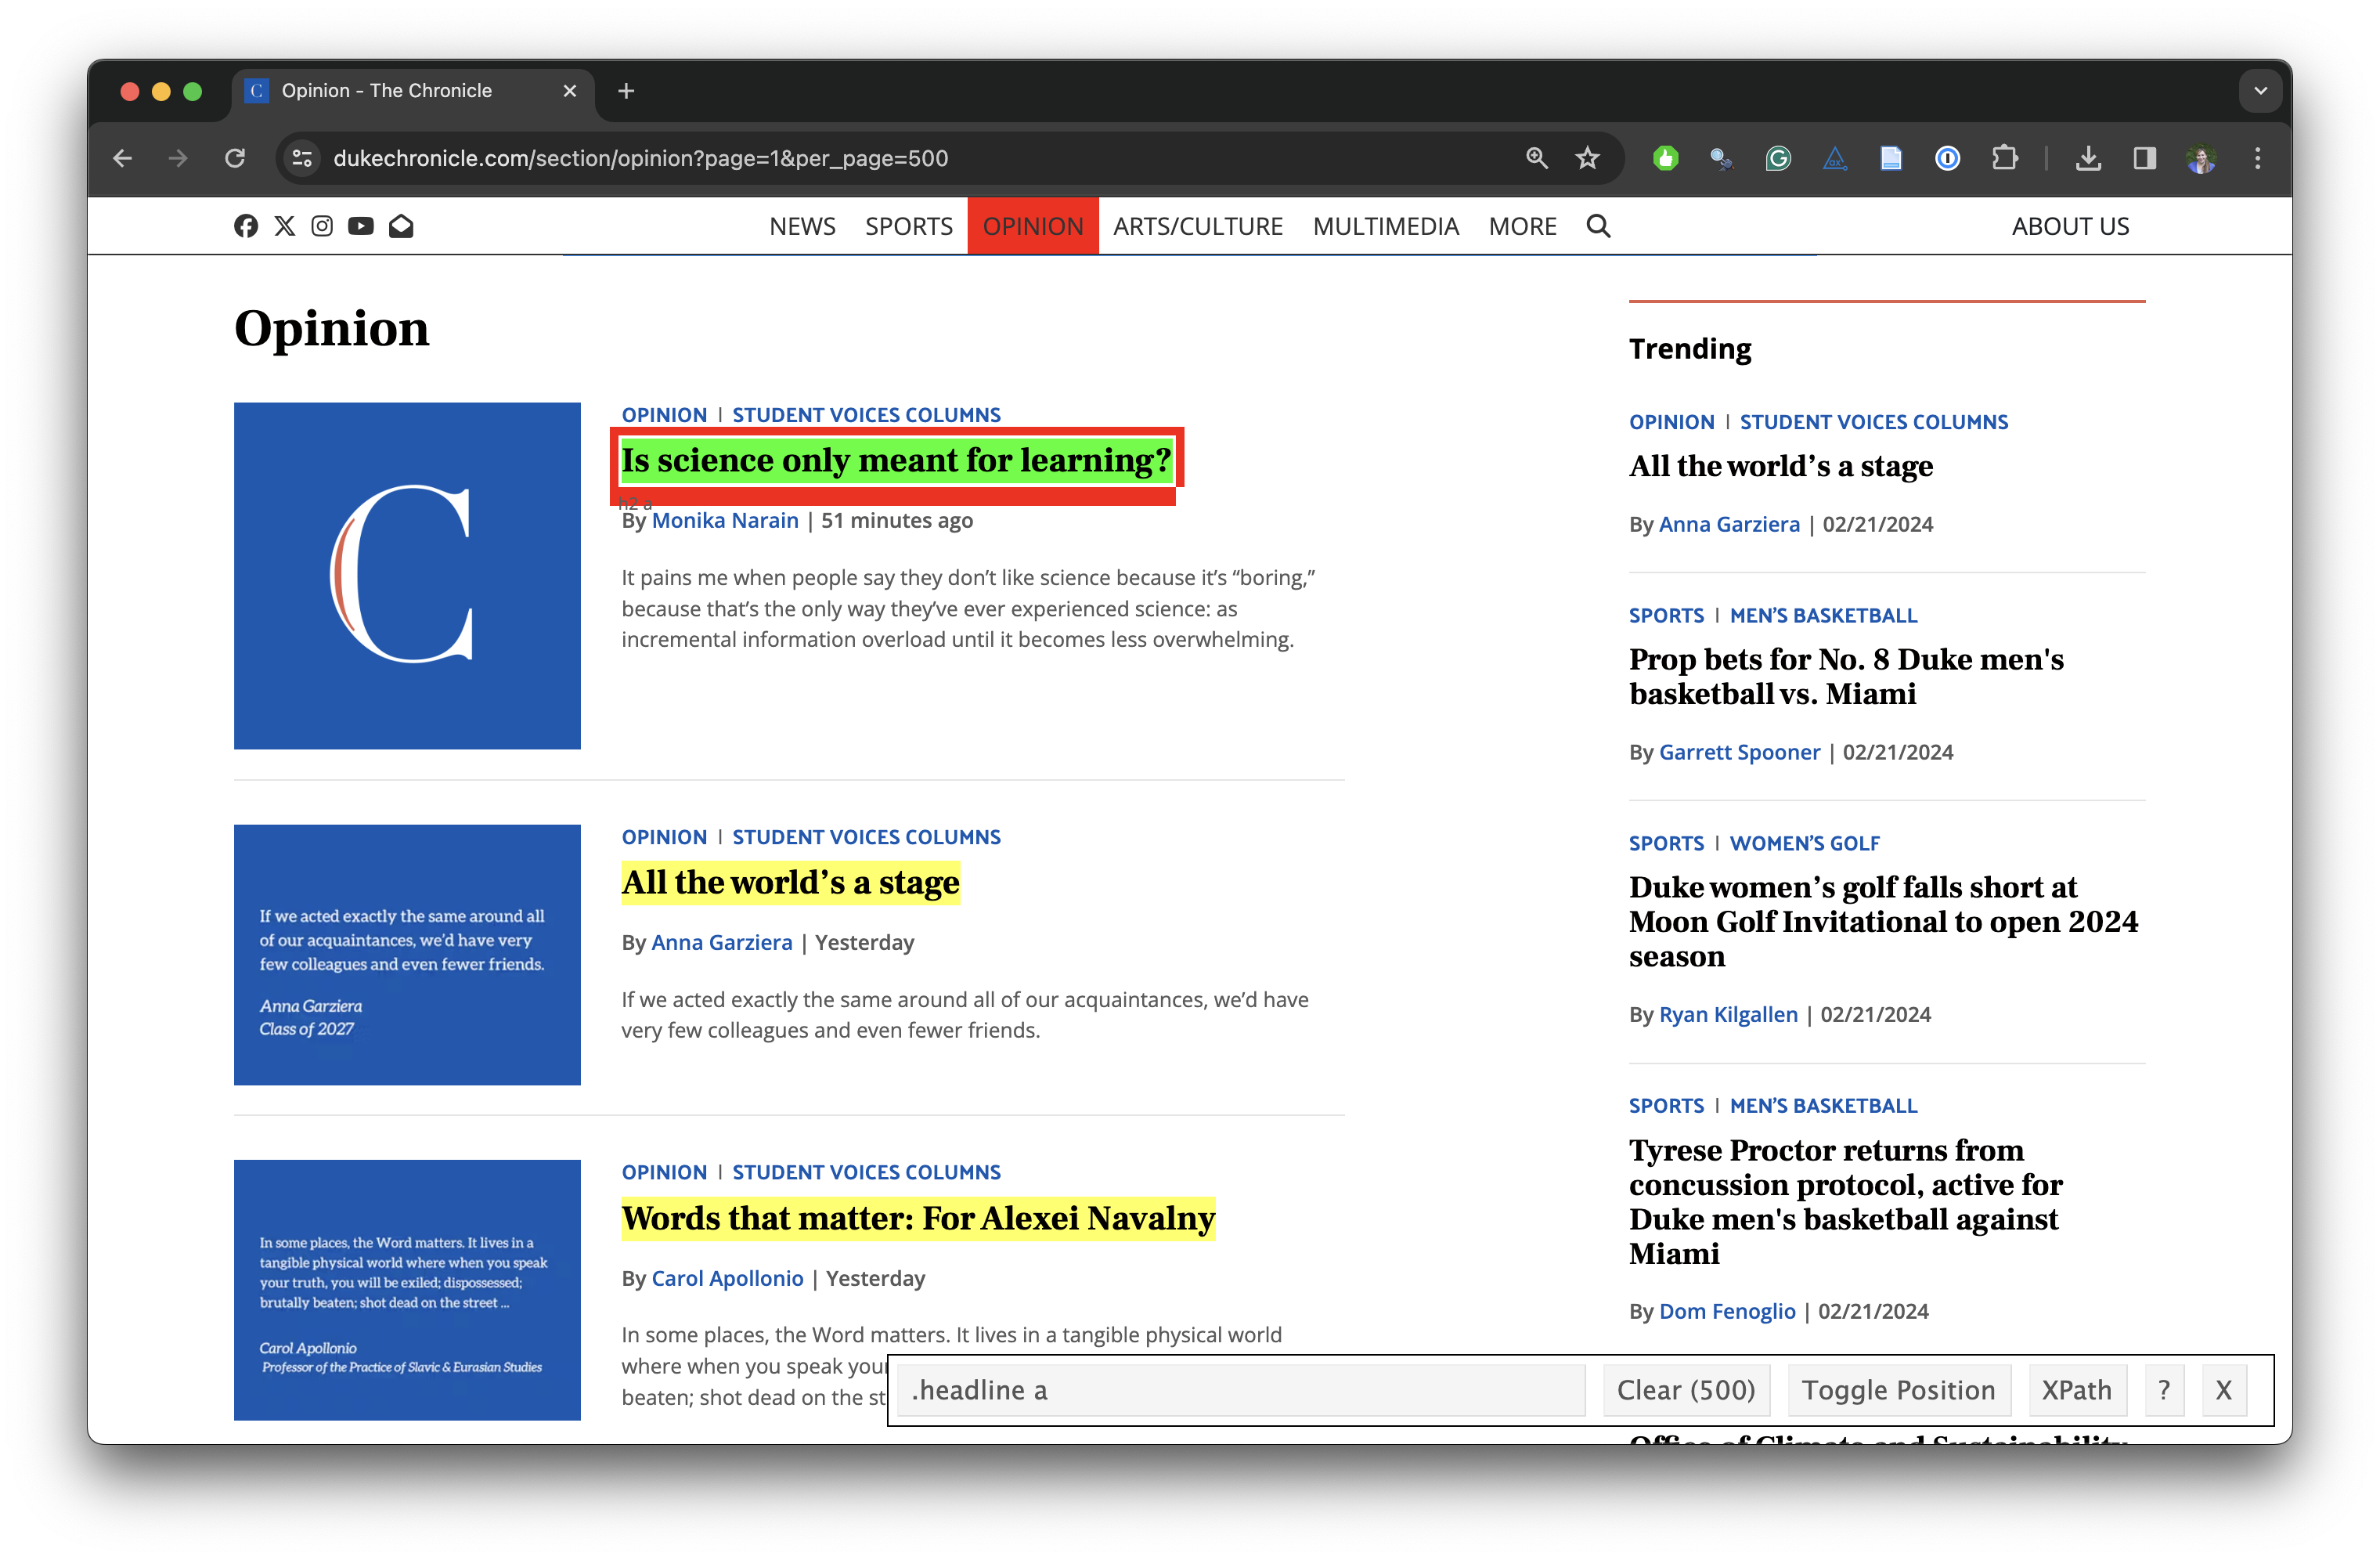 C Opinion - The Chronicle
dukechronicle.com/section/opinion?page=1&per_page=500
NEWS SPORTS OPINION ARTS/CULTURE MULTIMEDIA MORE ABOUT US
Opinion
C
OPINION | STUDENT VOICES COLUMNS
Is science only meant for learning?
h2 a
By Monika Narain | 51 minutes ago
It pains me when people say they don’t like science because it’s “boring,”
because that’s the only way they’ve ever experienced science: as
incremental information overload until it becomes less overwhelming.
If we acted exactly the same around all
of our acquaintances, we’d have very
few colleagues and even fewer friends.
Anna Garziera
Class of 2027
OPINION | STUDENT VOICES COLUMNS
All the world’s a stage
By Anna Garziera | Yesterday
If we acted exactly the same around all of our acquaintances, we’d have
very few colleagues and even fewer friends.
In some places, the Word matters. It lives in a
tangible physical world where when you speak
your truth, you will be exiled; dispossessed;
brutally beaten; shot dead on the street ...
Carol Apollonio
Professor of the Practice of Slavic & Eurasian Studies
OPINION | STUDENT VOICES COLUMNS
Words that matter: For Alexei Navalny
By Carol Apollonio | Yesterday
In some places, the Word matters. It lives in a tangible physical world
where when you speak your
beaten; shot dead on the st
Trending
OPINION | STUDENT VOICES COLUMNS
All the world’s a stage
By Anna Garziera | 02/21/2024
SPORTS | MEN’S BASKETBALL
Prop bets for No. 8 Duke men's
basketball vs. Miami
By Garrett Spooner | 02/21/2024
SPORTS | WOMEN’S GOLF
Duke women’s golf falls short at
Moon Golf Invitational to open 2024
season
By Ryan Kilgallen | 02/21/2024
SPORTS | MEN’S BASKETBALL
Tyrese Proctor returns from
concussion protocol, active for
Duke men's basketball against
Miami
By Dom Fenoglio | 02/21/2024
Office of Climate and Sustainability
.headline a Clear (500) Toggle Position XPath ? X